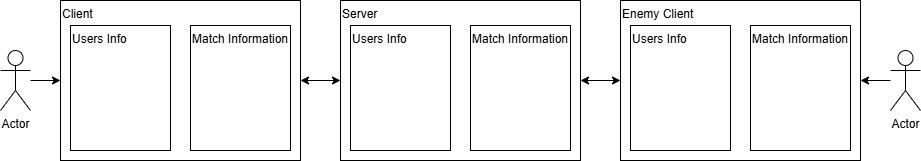 Client
Server
Enemy Client
Users Info
Match Information
Users Info
Match Information
Users Info
Match Information
Actor
Actor